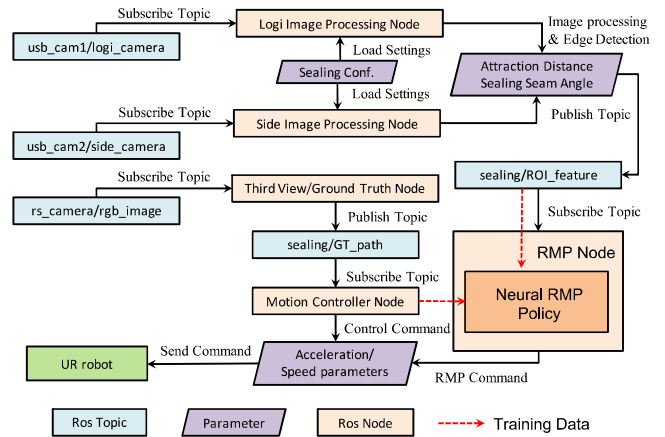 Subscribe Topic
Logi Image Processing Node
Image processing
& Edge Detection
usb_cam1/logi_camera
Load Settings
Sealing Conf.
Attraction Distance
Sealing Seam Angle
Load Settings
Subscribe Topic
Side Image Processing Node
Publish Topic
usb_cam2/side_camera
Subscribe Topic
Third View/Ground Truth Node
sealing/ROI_feature
rs_camera/rgb_image
Publish Topic
Subscribe Topic
sealing/GT_path
RMP Node
Subscribe Topic
Neural RMP
Policy
Motion Controller Node
Control Command
Send Command
UR robot
Acceleration/
Speed parameters
RMP Command
Ros Topic
Parameter
Ros Node
Training Data